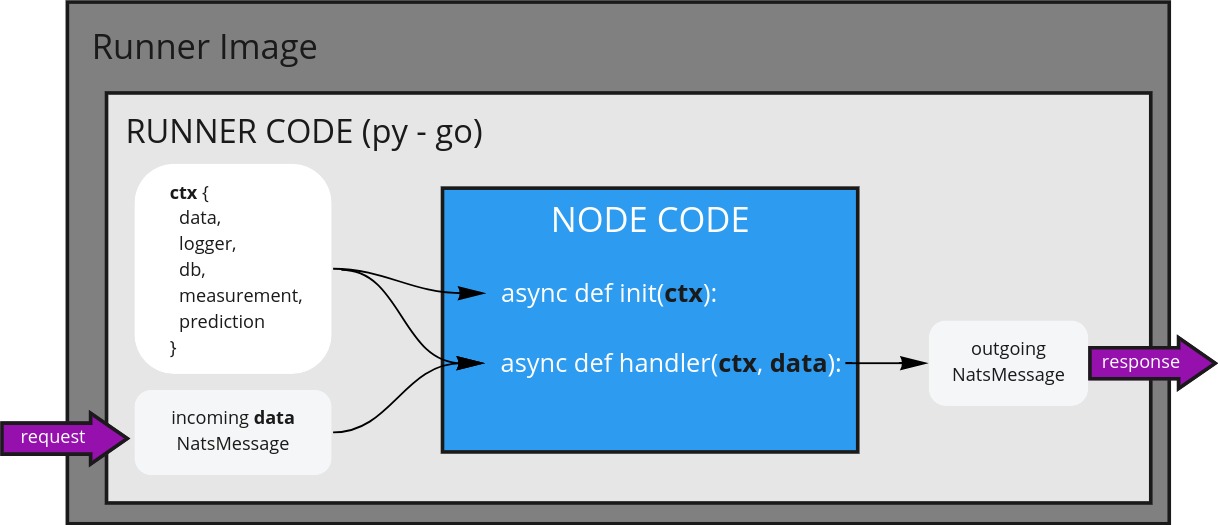 Runner Image
RUNNER CODE (py - go)
ctx {
data,
logger,
db,
measurement,
prediction
}
NODE CODE
async def init(ctx):
async def handler(ctx, data):
incoming data
NatsMessage
request
outgoing
NatsMessage
response